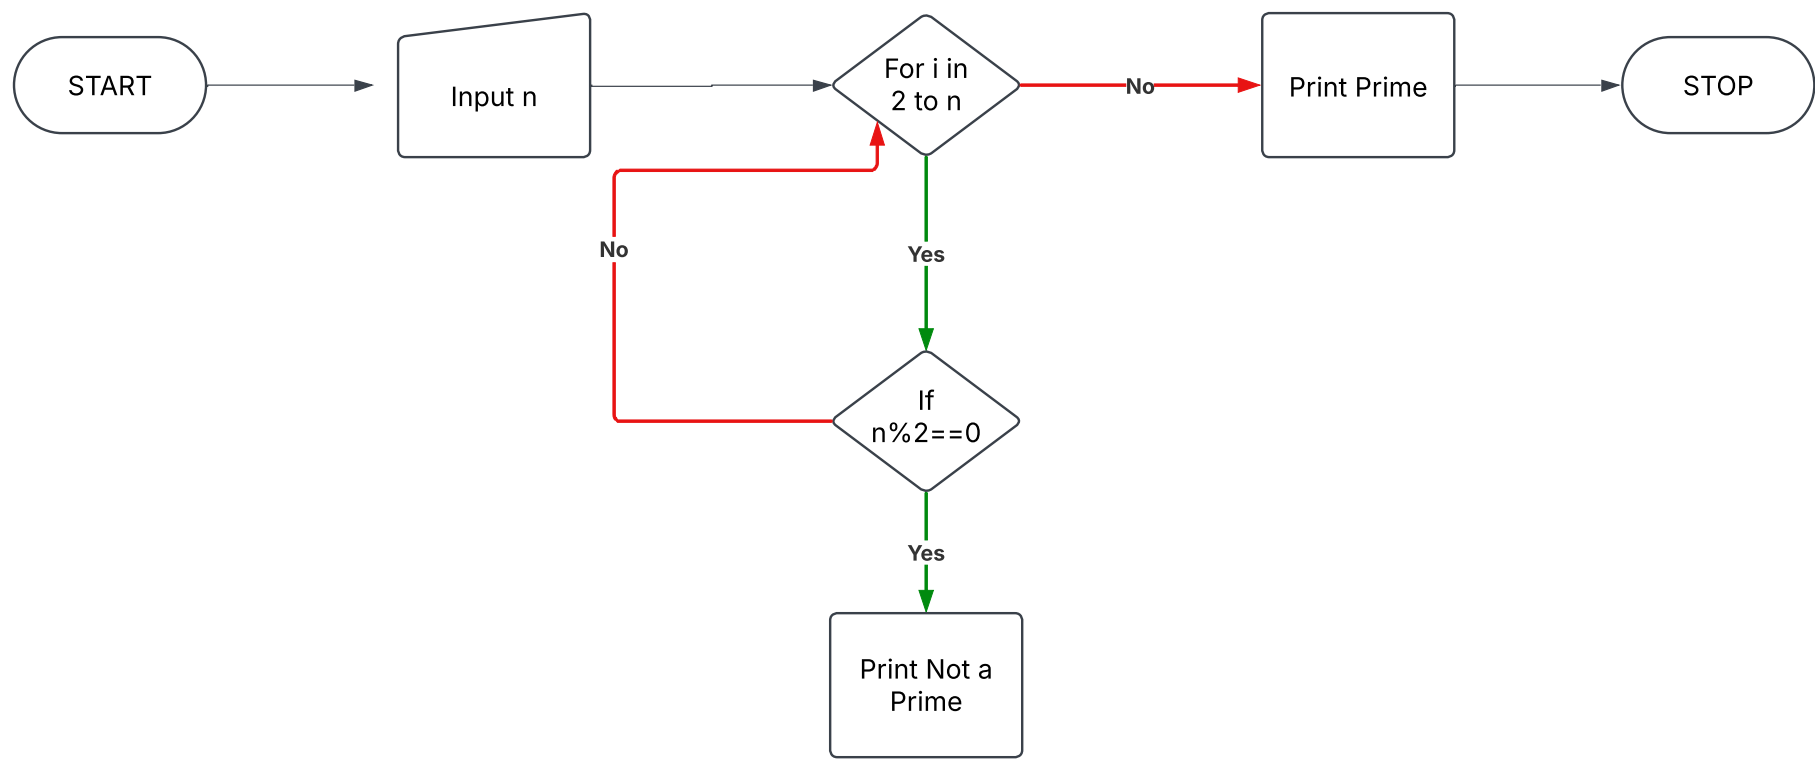 START
Input n
For i in
2 to n
No
Print Prime
STOP
No
Yes
If
n%2==0
Yes
Print Not a
Prime